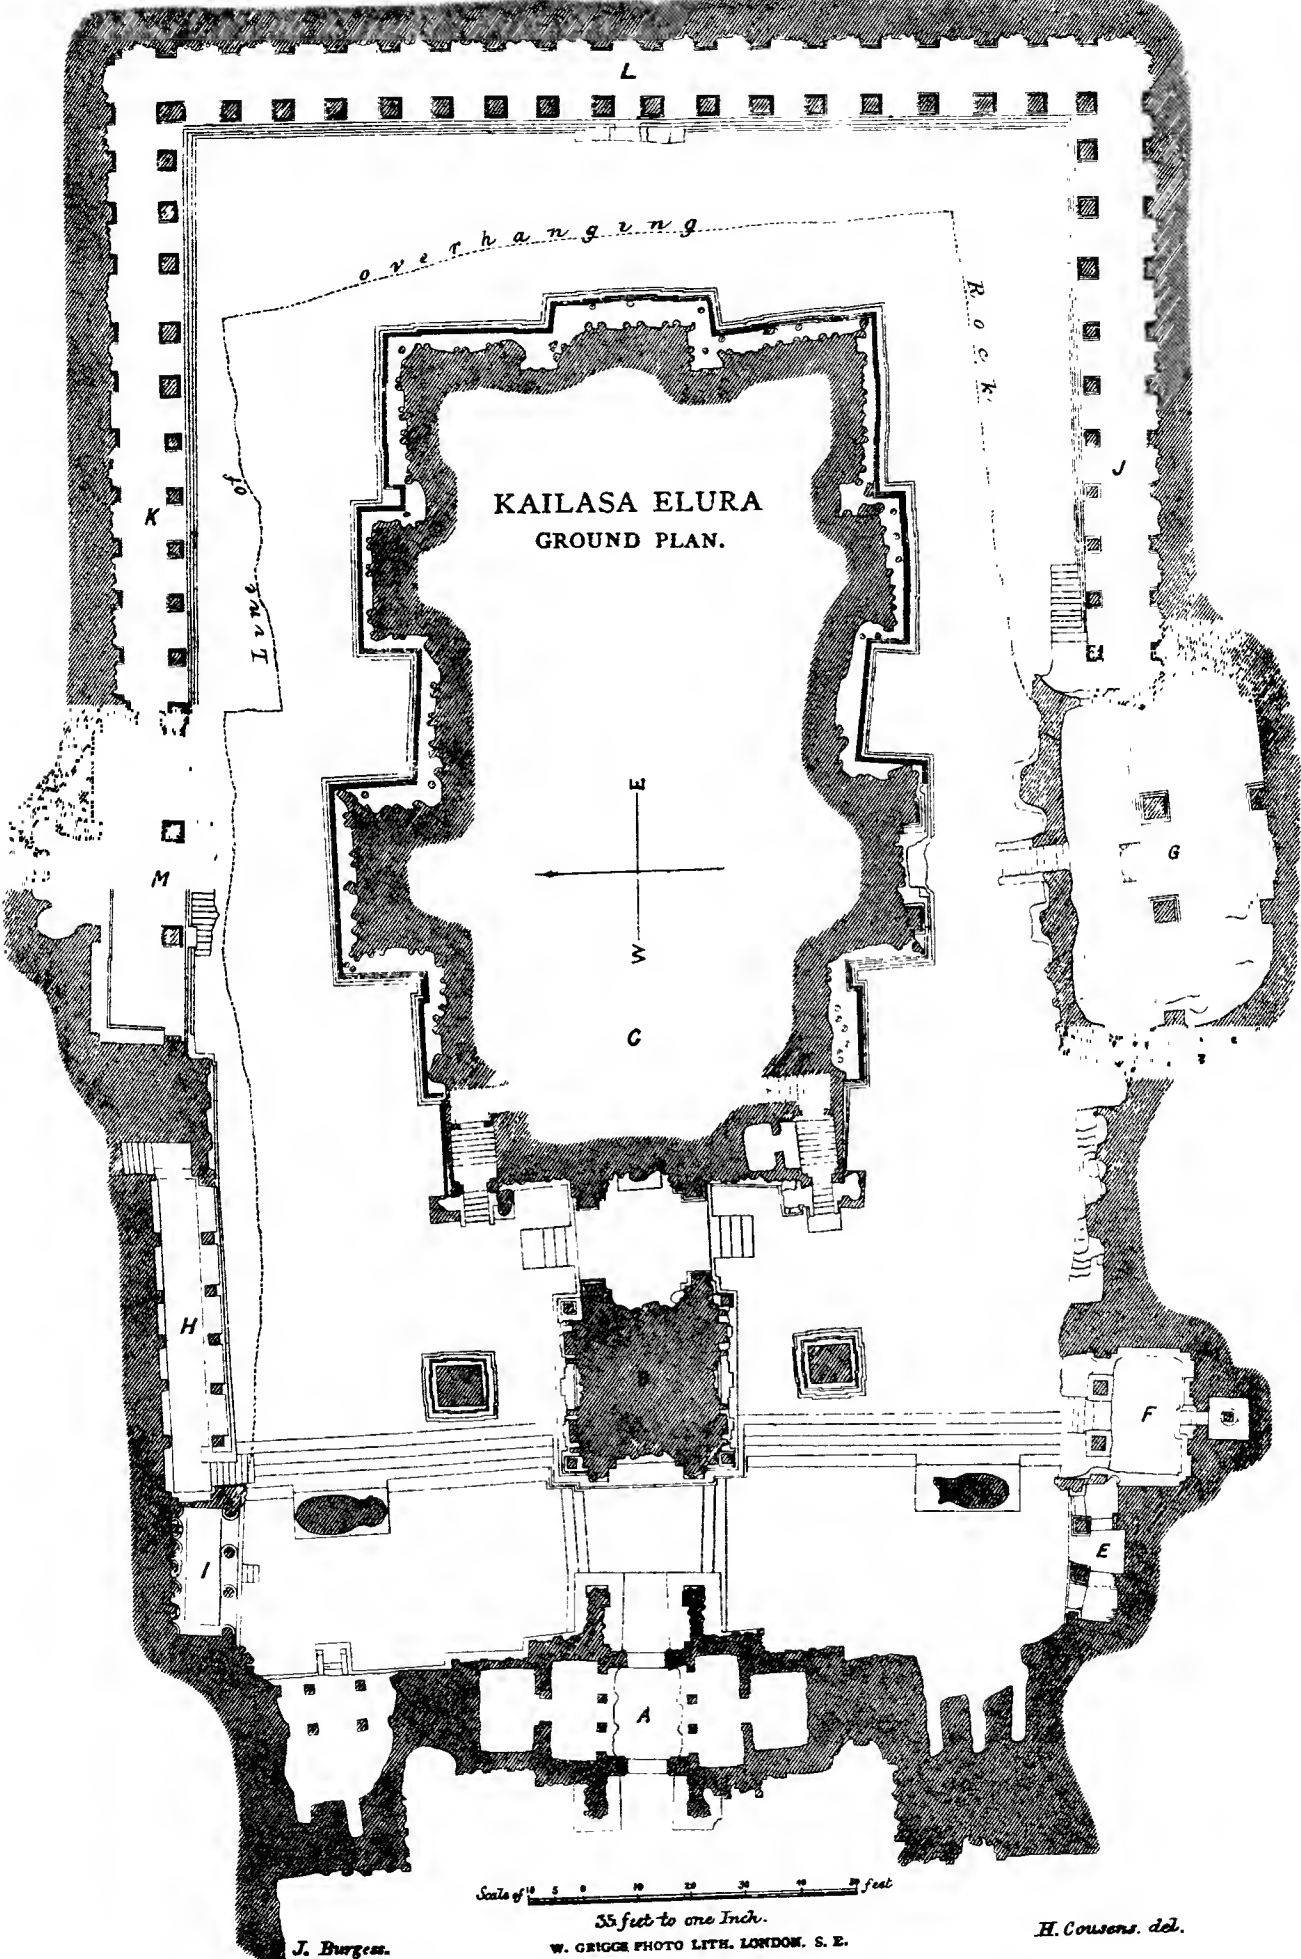 L
overhanging
Rock
Line of
KAILASA ELURA
GROUND PLAN.
K
J
E
W
M
G
C
H
B
F
I
E
A
Scale of 10 5 0 10 20 30 40 50 feet
35 feet to one Inch.
J. Burgess.
W. GRIGGS PHOTO LITH. LONDON. S. E.
H. Cousens. del.